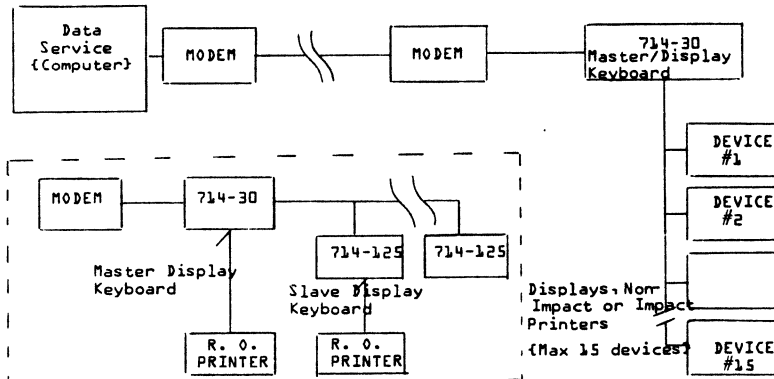 Data
Service
{Computer}
MODEM
MODEM
714-30
Master/Display
Keyboard
DEVICE
#1
DEVICE
#2
MODEM
714-30
714-125
714-125
Master Display
Keyboard
Slave Display
Keyboard
R. O.
PRINTER
R. O.
PRINTER
Displays, Non-
Impact or Impact
Printers
{Max 15 devices}
DEVICE
#15